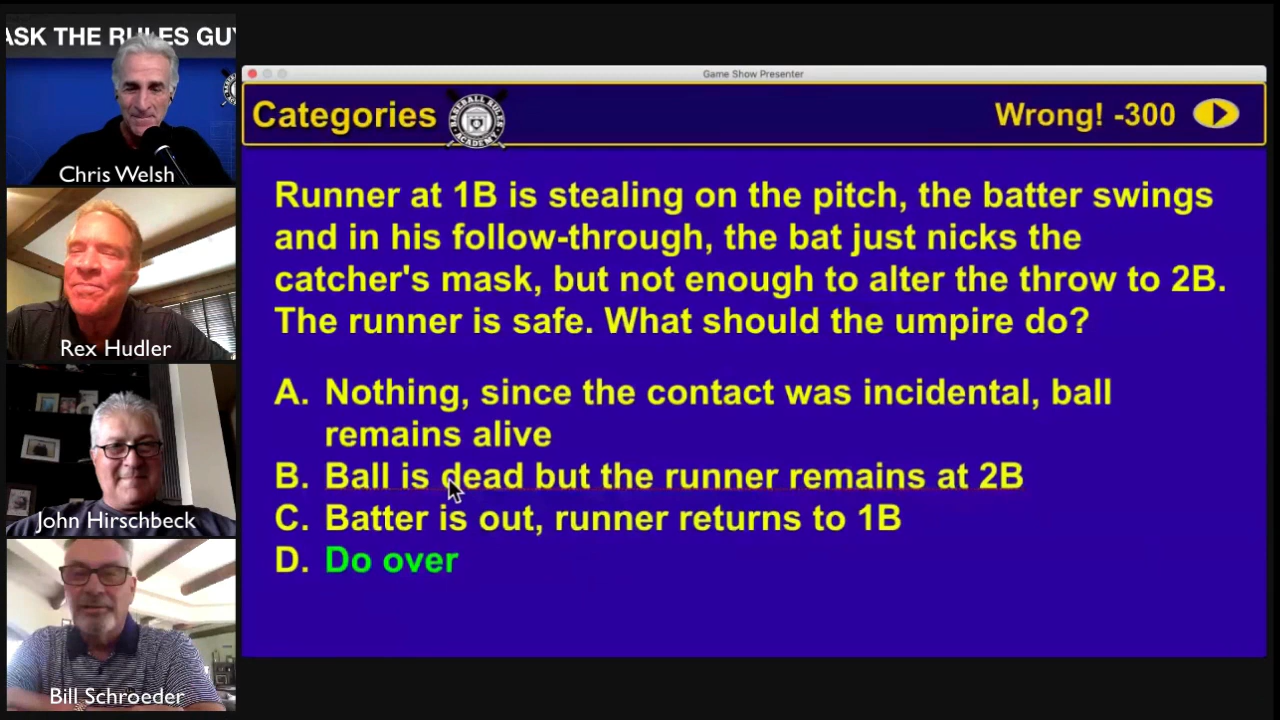 ASK THE RULES GUY
Chris Welsh
Rex Hudler
John Hirschbeck
Bill Schroeder
Game Show Presenter
Categories
BASEBALL RULES
ACADEMY
Wrong! -300
Runner at 1B is stealing on the pitch, the batter swings
and in his follow-through, the bat just nicks the
catcher's mask, but not enough to alter the throw to 2B.
The runner is safe. What should the umpire do?
A. Nothing, since the contact was incidental, ball
remains alive
B. Ball is dead but the runner remains at 2B
C. Batter is out, runner returns to 1B
D. Do over